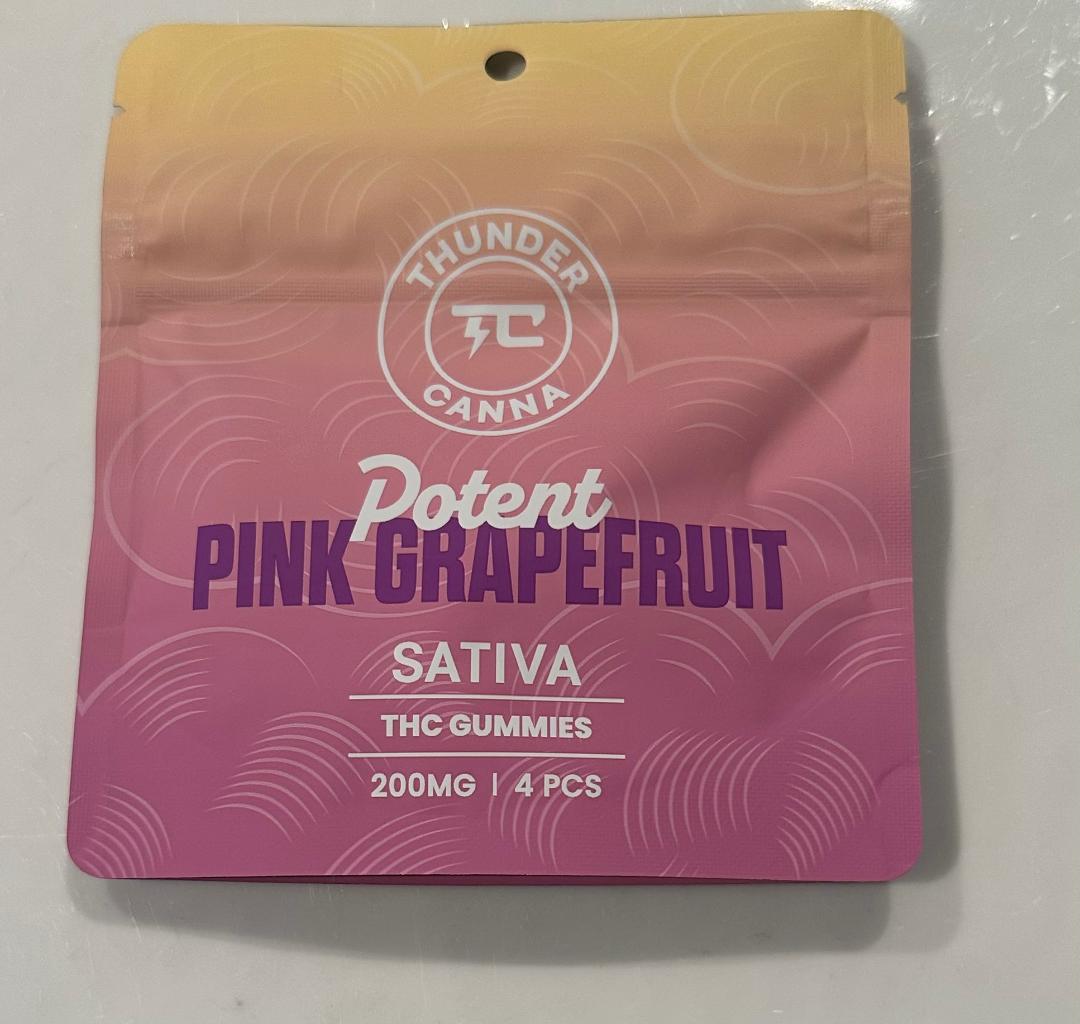 THUNDER
TC
CANNA
Potent
PINK GRAPEFRUIT
SATIVA
THC GUMMIES
200MG | 4 PCS